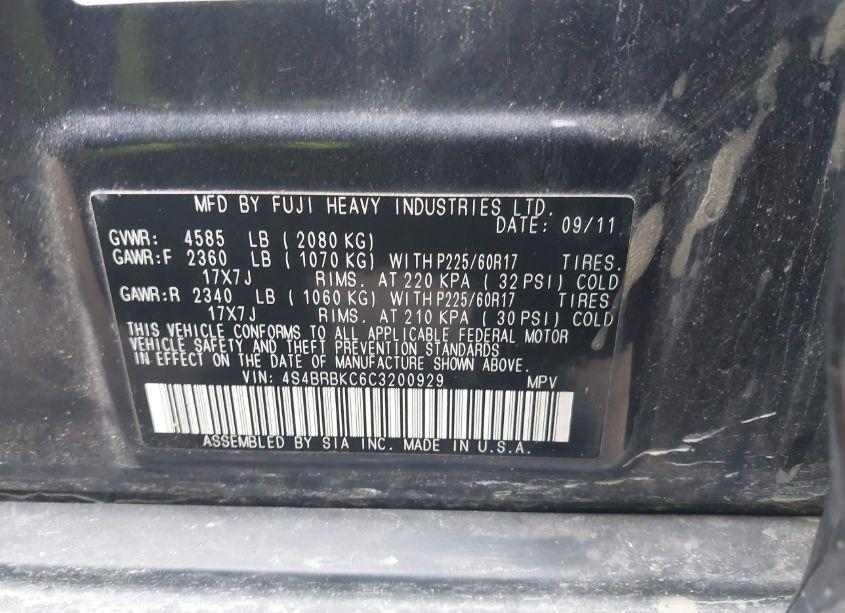 MFD BY FUJI HEAVY INDUSTRIES LTD.
DATE: 09/11
GVWR: 4585 LB ( 2080 KG)
GAWR:F 2360 LB ( 1070 KG) WITH P225/60R17 TIRES.
17X7J RIMS. AT 220 KPA ( 32 PSI) COLD
GAWR:R 2340 LB ( 1060 KG) WITH P225/60R17 TIRES
17X7J RIMS. AT 210 KPA ( 30 PSI) COLD
THIS VEHICLE CONFORMS TO ALL APPLICABLE FEDERAL MOTOR
VEHICLE SAFETY AND THEFT PREVENTION STANDARDS
IN EFFECT ON THE DATE OF MANUFACTURE SHOWN ABOVE.
VIN: 4S4BRBKC6C3200929 MPV
ASSEMBLED BY SIA INC. MADE IN U.S.A.